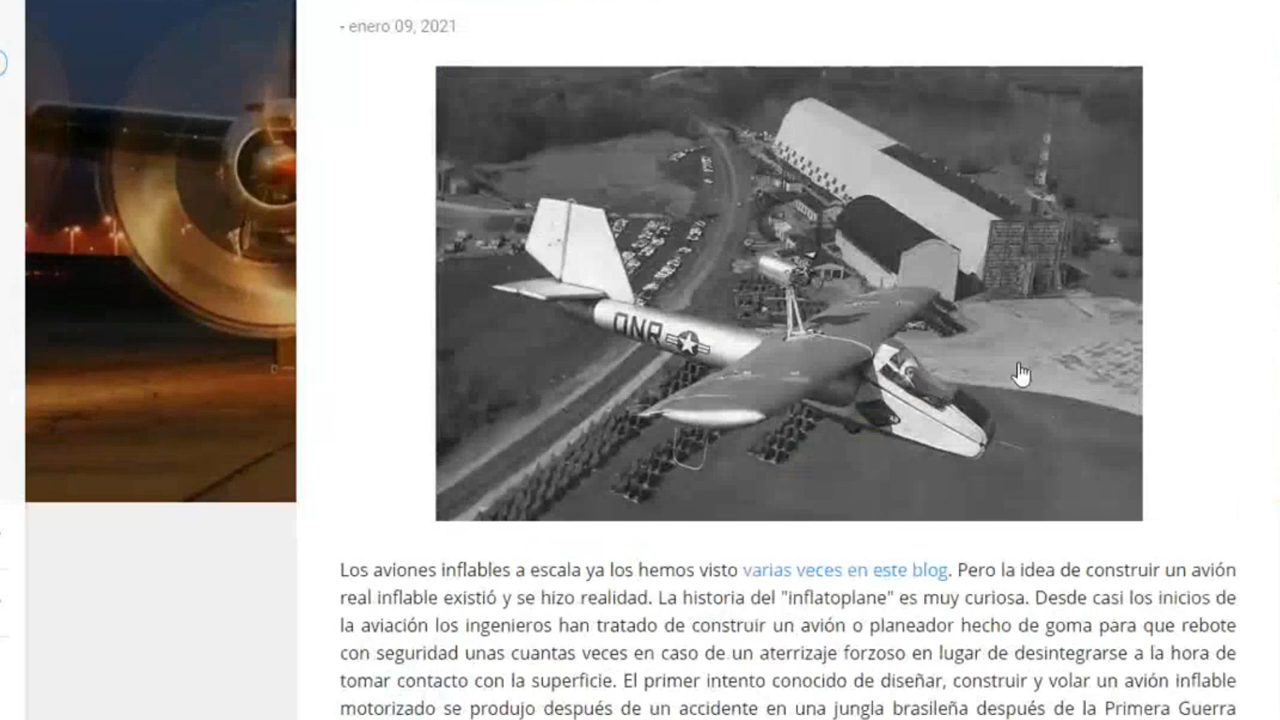 - enero 09, 2021
ONR
Los aviones inflables a escala ya los hemos visto varias veces en este blog. Pero la idea de construir un avión
real inflable existió y se hizo realidad. La historia del "inflatoplane" es muy curiosa. Desde casi los inicios de
la aviación los ingenieros han tratado de construir un avión o planeador hecho de goma para que rebote
con seguridad unas cuantas veces en caso de un aterrizaje forzoso en lugar de desintegrarse a la hora de
tomar contacto con la superficie. El primer intento conocido de diseñar, construir y volar un avión inflable
motorizado se produjo después de un accidente en una jungla brasileña después de la Primera Guerra